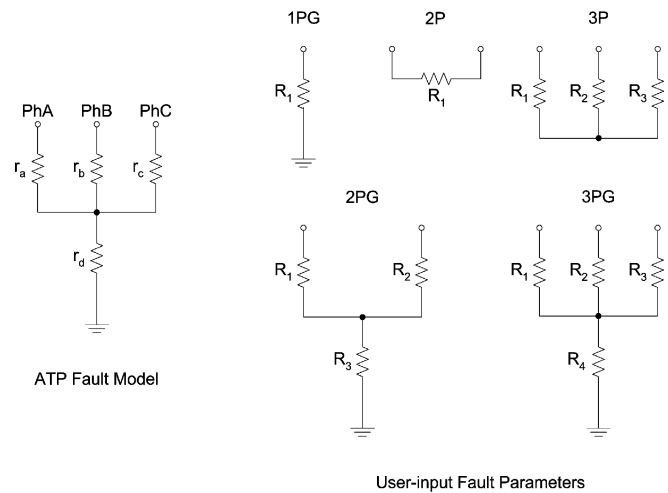 1PG
2P
3P
R1
R1
R1 R2 R3
PhA PhB PhC
ra rb rc
rd
ATP Fault Model
2PG
3PG
R1 R2
R3
R1 R2 R3
R4
User-input Fault Parameters